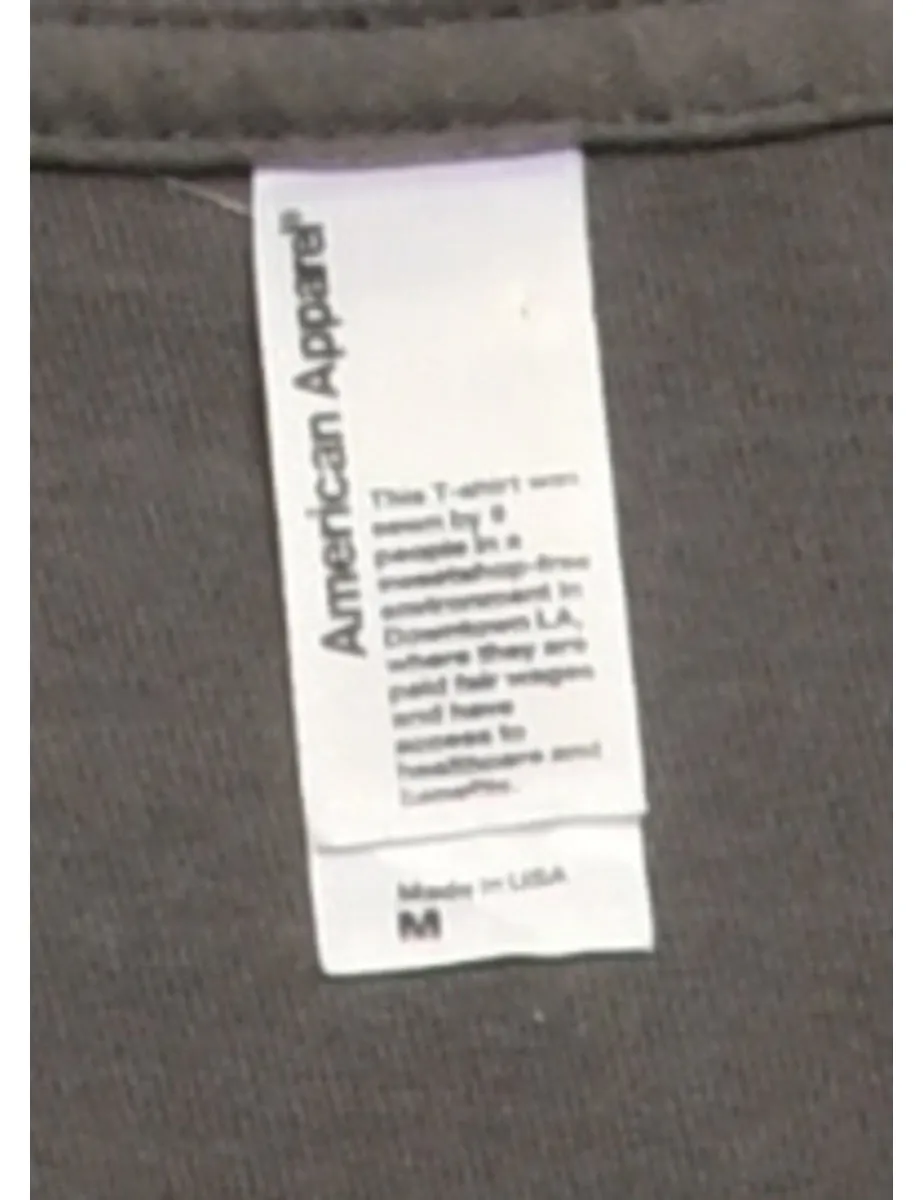 American Apparel®
This T-shirt was
sewn by 8
people in a
sweatshop-free
environment in
Downtown LA,
where they are
paid fair wages
and have
access to
healthcare and
Made in USA
M